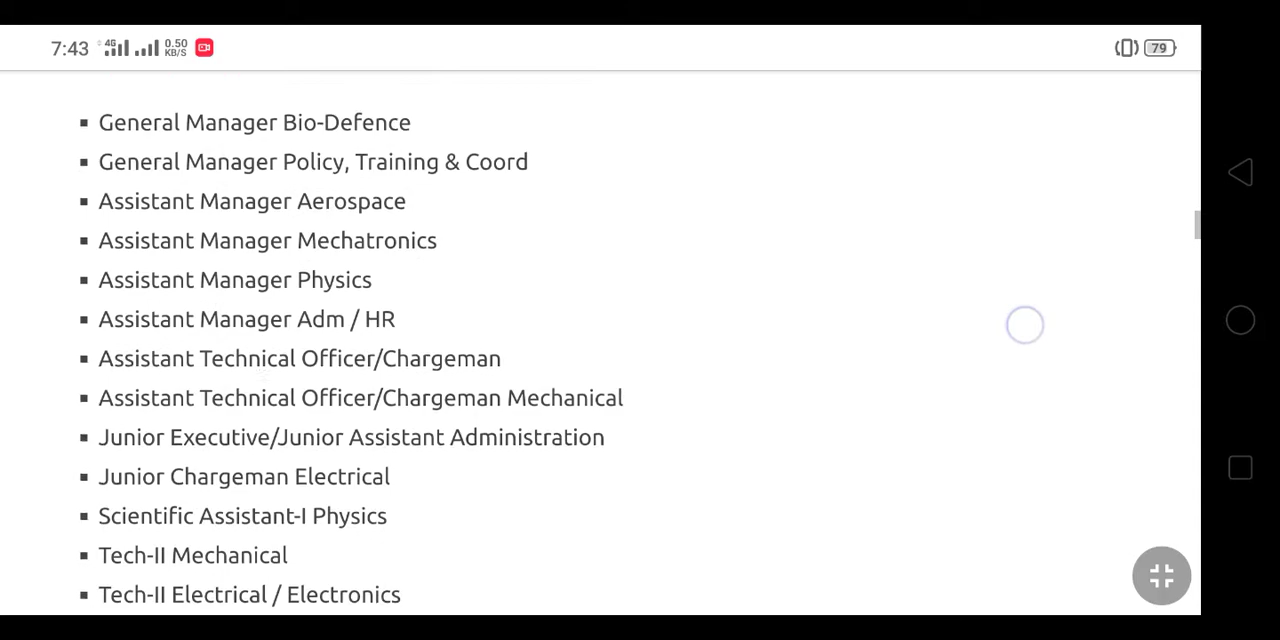 7:43 4G 0.50 KB/S 79
▪ General Manager Bio-Defence
▪ General Manager Policy, Training & Coord
▪ Assistant Manager Aerospace
▪ Assistant Manager Mechatronics
▪ Assistant Manager Physics
▪ Assistant Manager Adm / HR
▪ Assistant Technical Officer/Chargeman
▪ Assistant Technical Officer/Chargeman Mechanical
▪ Junior Executive/Junior Assistant Administration
▪ Junior Chargeman Electrical
▪ Scientific Assistant-I Physics
▪ Tech-II Mechanical
▪ Tech-II Electrical / Electronics